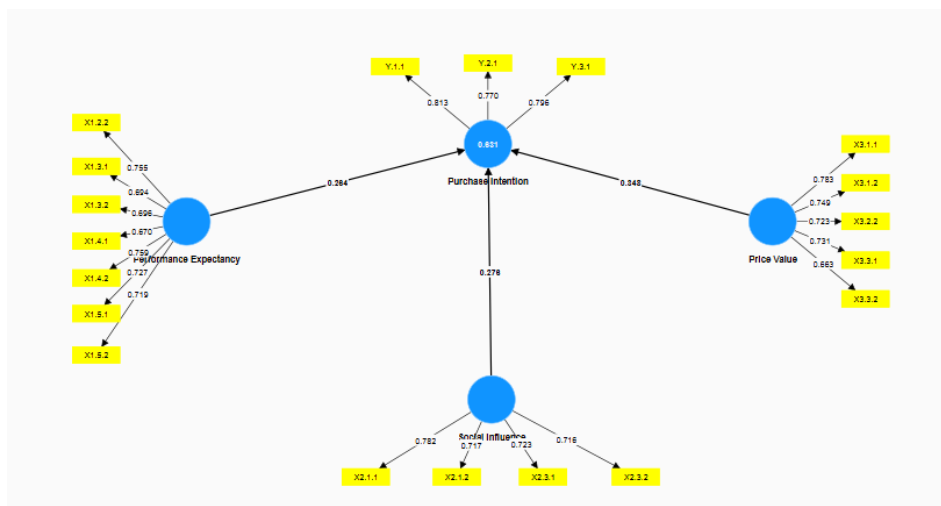 Y.1.1
Y.2.1
Y.3.1
0.813
0.770
0.796
0.631
Purchase Intention
X1.2.2
X1.3.1
X1.3.2
X1.4.1
X1.4.2
X1.5.1
X1.5.2
0.755
0.694
0.696
0.670
0.759
0.727
0.719
Performance Expectancy
0.264
0.276
0.348
X3.1.1
X3.1.2
X3.2.2
X3.3.1
X3.3.2
0.783
0.749
0.723
0.731
0.663
Price Value
Social Influence
0.782
0.717
0.723
0.716
X2.1.1
X2.1.2
X2.3.1
X2.3.2